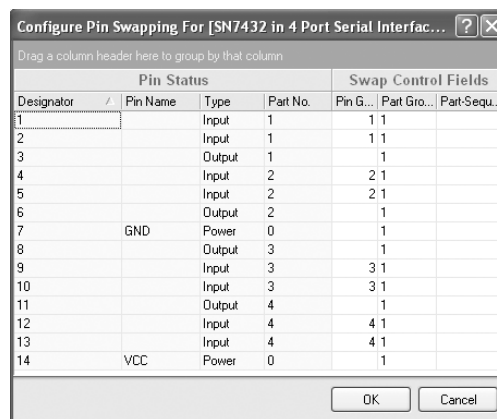 Configure Pin Swapping For [SN7432 in 4 Port Serial Interfac...
Drag a column header here to group by that column
Pin Status Swap Control Fields
Designator Pin Name Type Part No. Pin G... Part Gro... Part-Sequ...
1 Input 1 1 1
2 Input 1 1 1
3 Output 1 1
4 Input 2 2 1
5 Input 2 2 1
6 Output 2 1
7 GND Power 0 1
8 Output 3 1
9 Input 3 3 1
10 Input 3 3 1
11 Output 4 1
12 Input 4 4 1
13 Input 4 4 1
14 VCC Power 0 1
OK Cancel